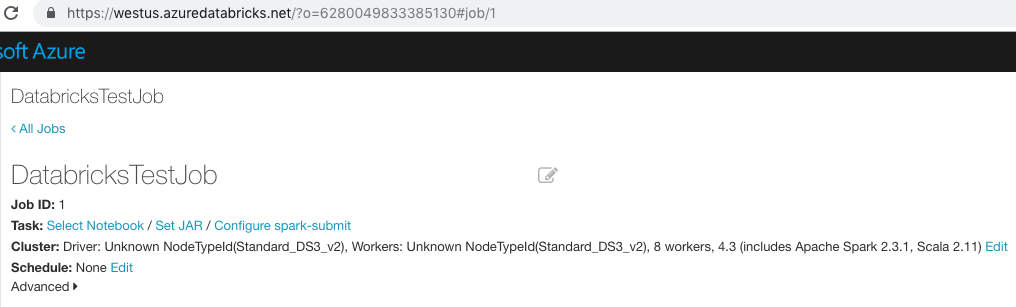 https://westus.azuredatabricks.net/?o=6280049833385130#job/1
soft Azure
DatabricksTestJob
‹ All Jobs
DatabricksTestJob
Job ID: 1
Task: Select Notebook / Set JAR / Configure spark-submit
Cluster: Driver: Unknown NodeTypeId(Standard_DS3_v2), Workers: Unknown NodeTypeId(Standard_DS3_v2), 8 workers, 4.3 (includes Apache Spark 2.3.1, Scala 2.11) Edit
Schedule: None Edit
Advanced